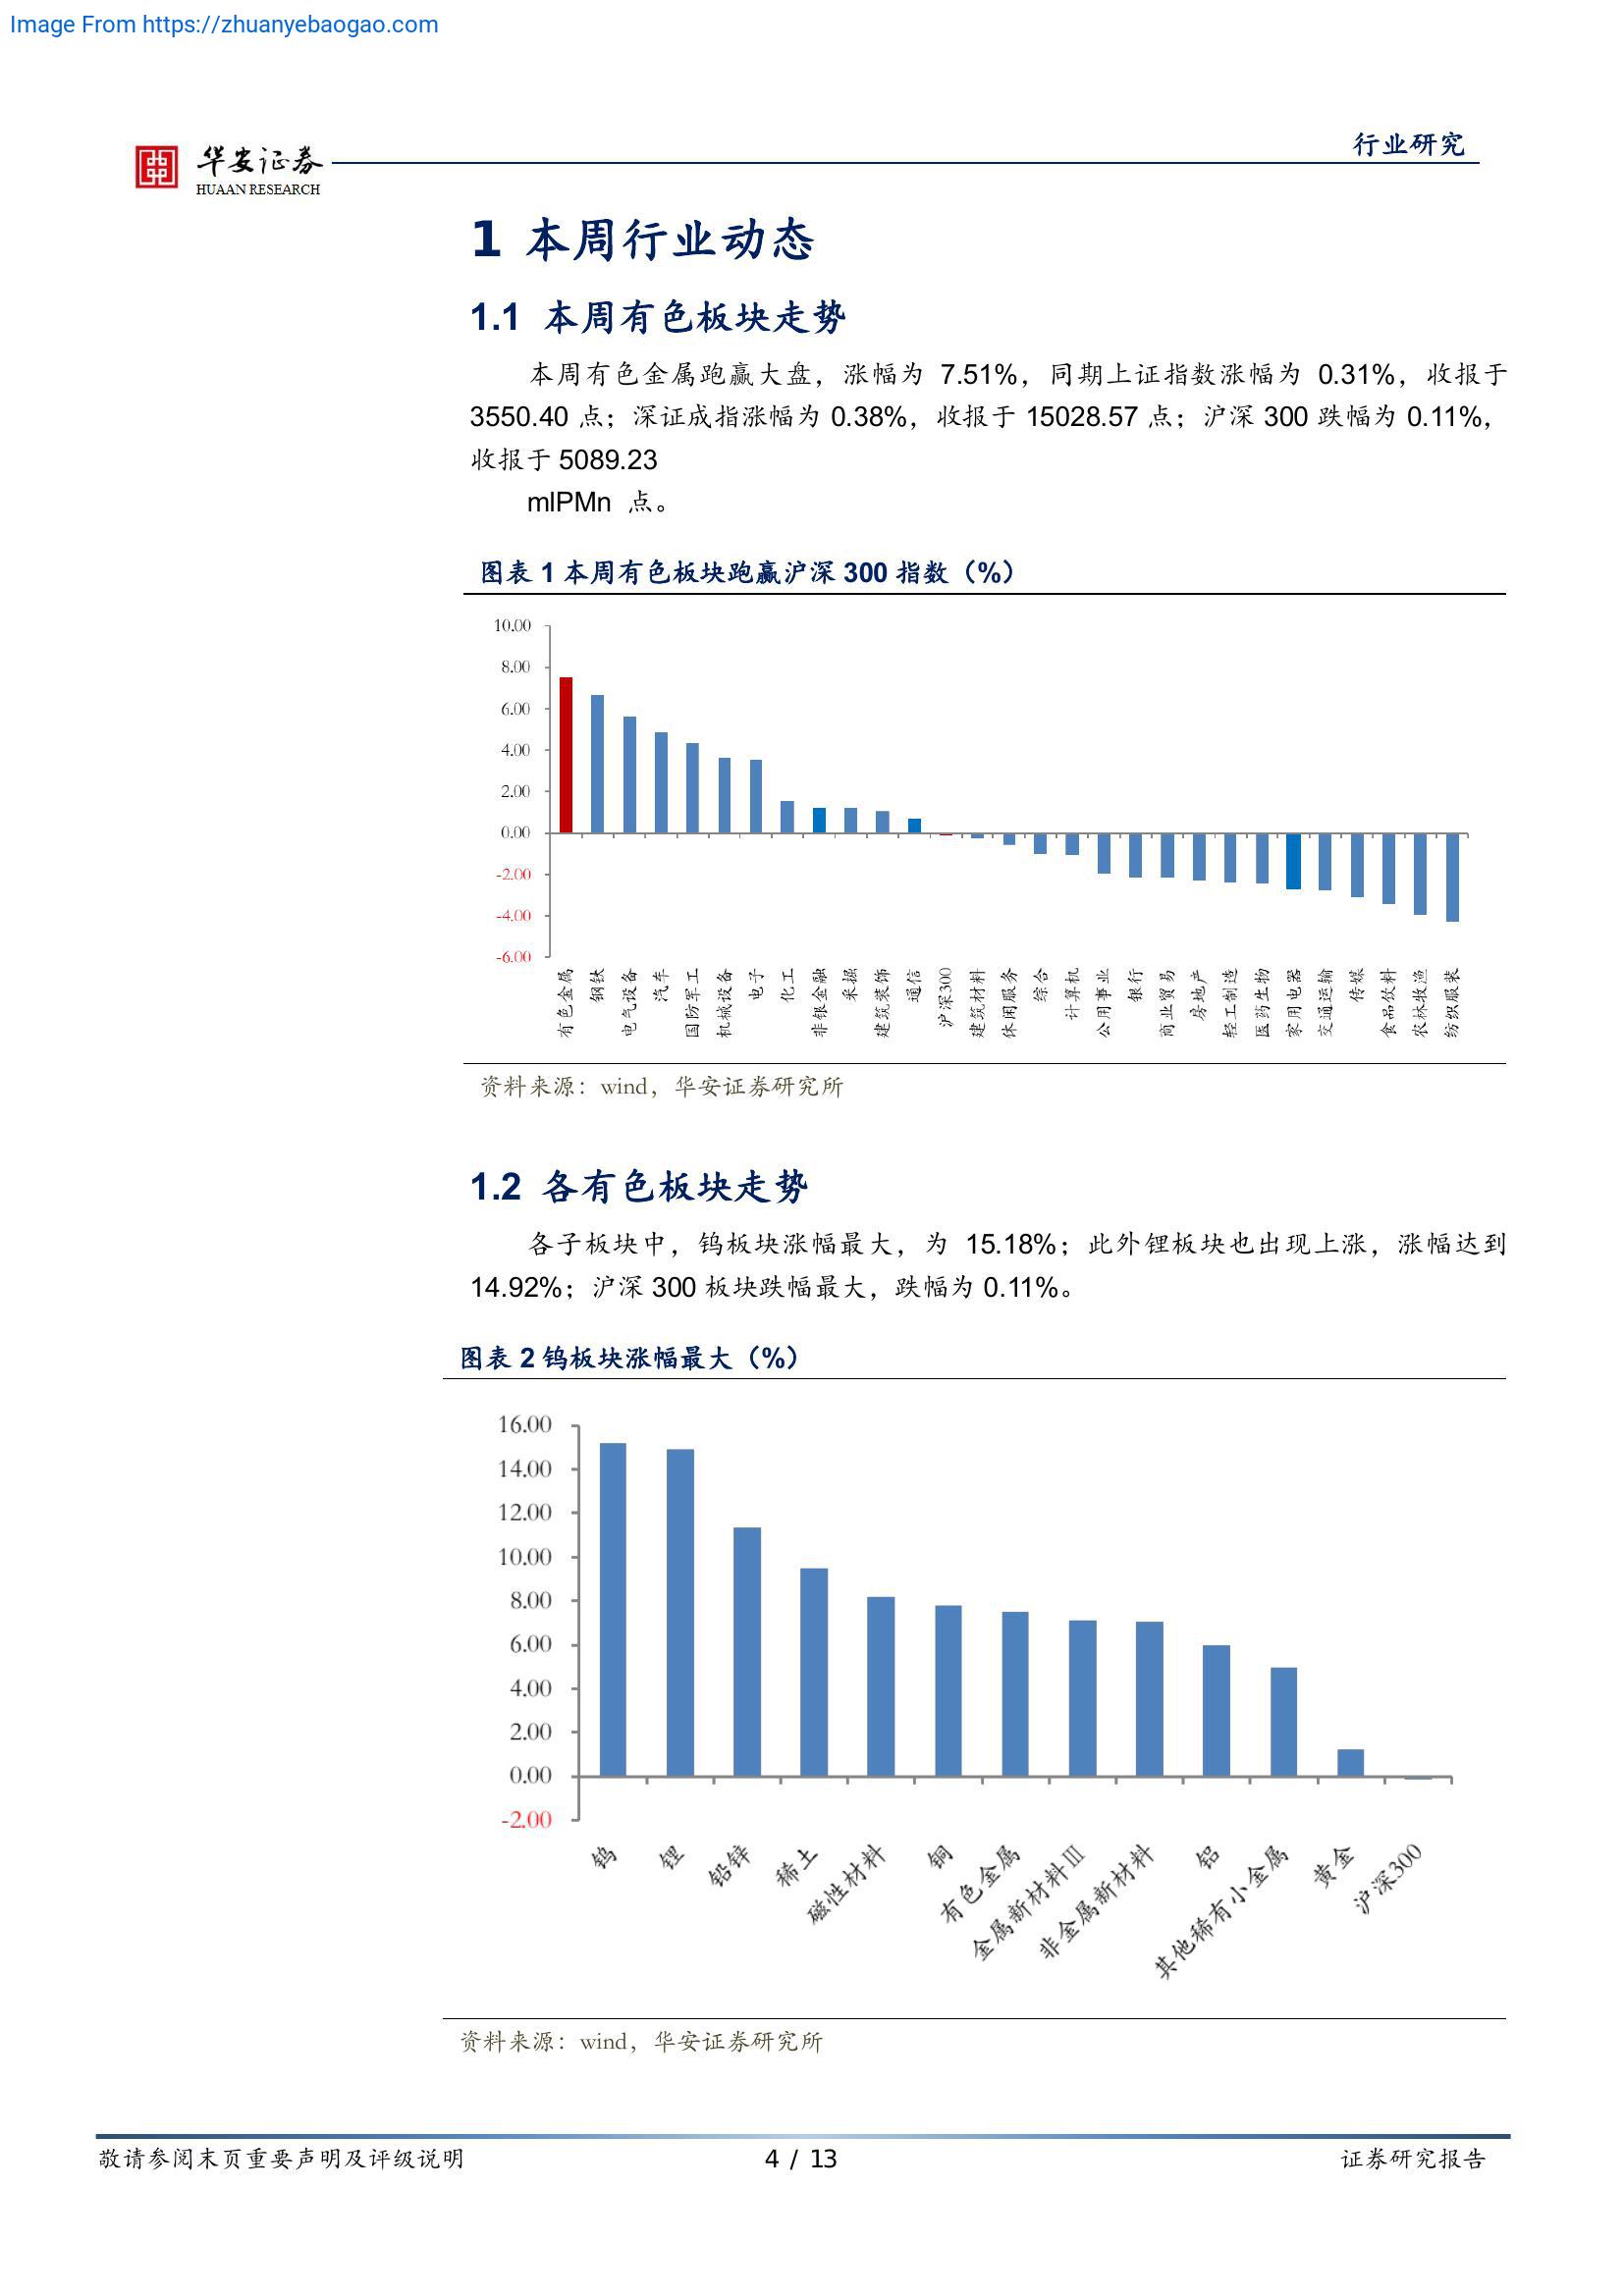 Image From https://zhuanyebaogao.com
行业研究
华安证券
HUAAN RESEARCH
1 本周行业动态
1.1 本周有色板块走势
本周有色金属跑赢大盘，涨幅为 7.51%，同期上证指数涨幅为 0.31%，收报于
3550.40 点；深证成指涨幅为 0.38%，收报于 15028.57 点；沪深 300 跌幅为 0.11%，
收报于 5089.23
mIPMn 点。
图表 1 本周有色板块跑赢沪深 300 指数（%）
10.00
8.00
6.00
4.00
2.00
0.00
-2.00
-4.00
-6.00
有色金属
钢铁
电气设备
汽车
国防军工
机械设备
电子
化工
非银金融
采掘
建筑装饰
通信
沪深300
建筑材料
休闲服务
综合
计算机
公用事业
银行
商业贸易
房地产
轻工制造
医药生物
家用电器
交通运输
传媒
食品饮料
农林牧渔
纺织服装
资料来源：wind，华安证券研究所
1.2 各有色板块走势
各子板块中，钨板块涨幅最大，为 15.18%；此外锂板块也出现上涨，涨幅达到
14.92%；沪深 300 板块跌幅最大，跌幅为 0.11%。
图表 2 钨板块涨幅最大（%）
16.00
14.00
12.00
10.00
8.00
6.00
4.00
2.00
0.00
-2.00
钨
锂
铅锌
稀土
磁性材料
铜
有色金属
金属新材料Ⅲ
非金属新材料
铝
其他稀有小金属
黄金
沪深300
资料来源：wind，华安证券研究所
敬请参阅末页重要声明及评级说明
4 / 13
证券研究报告